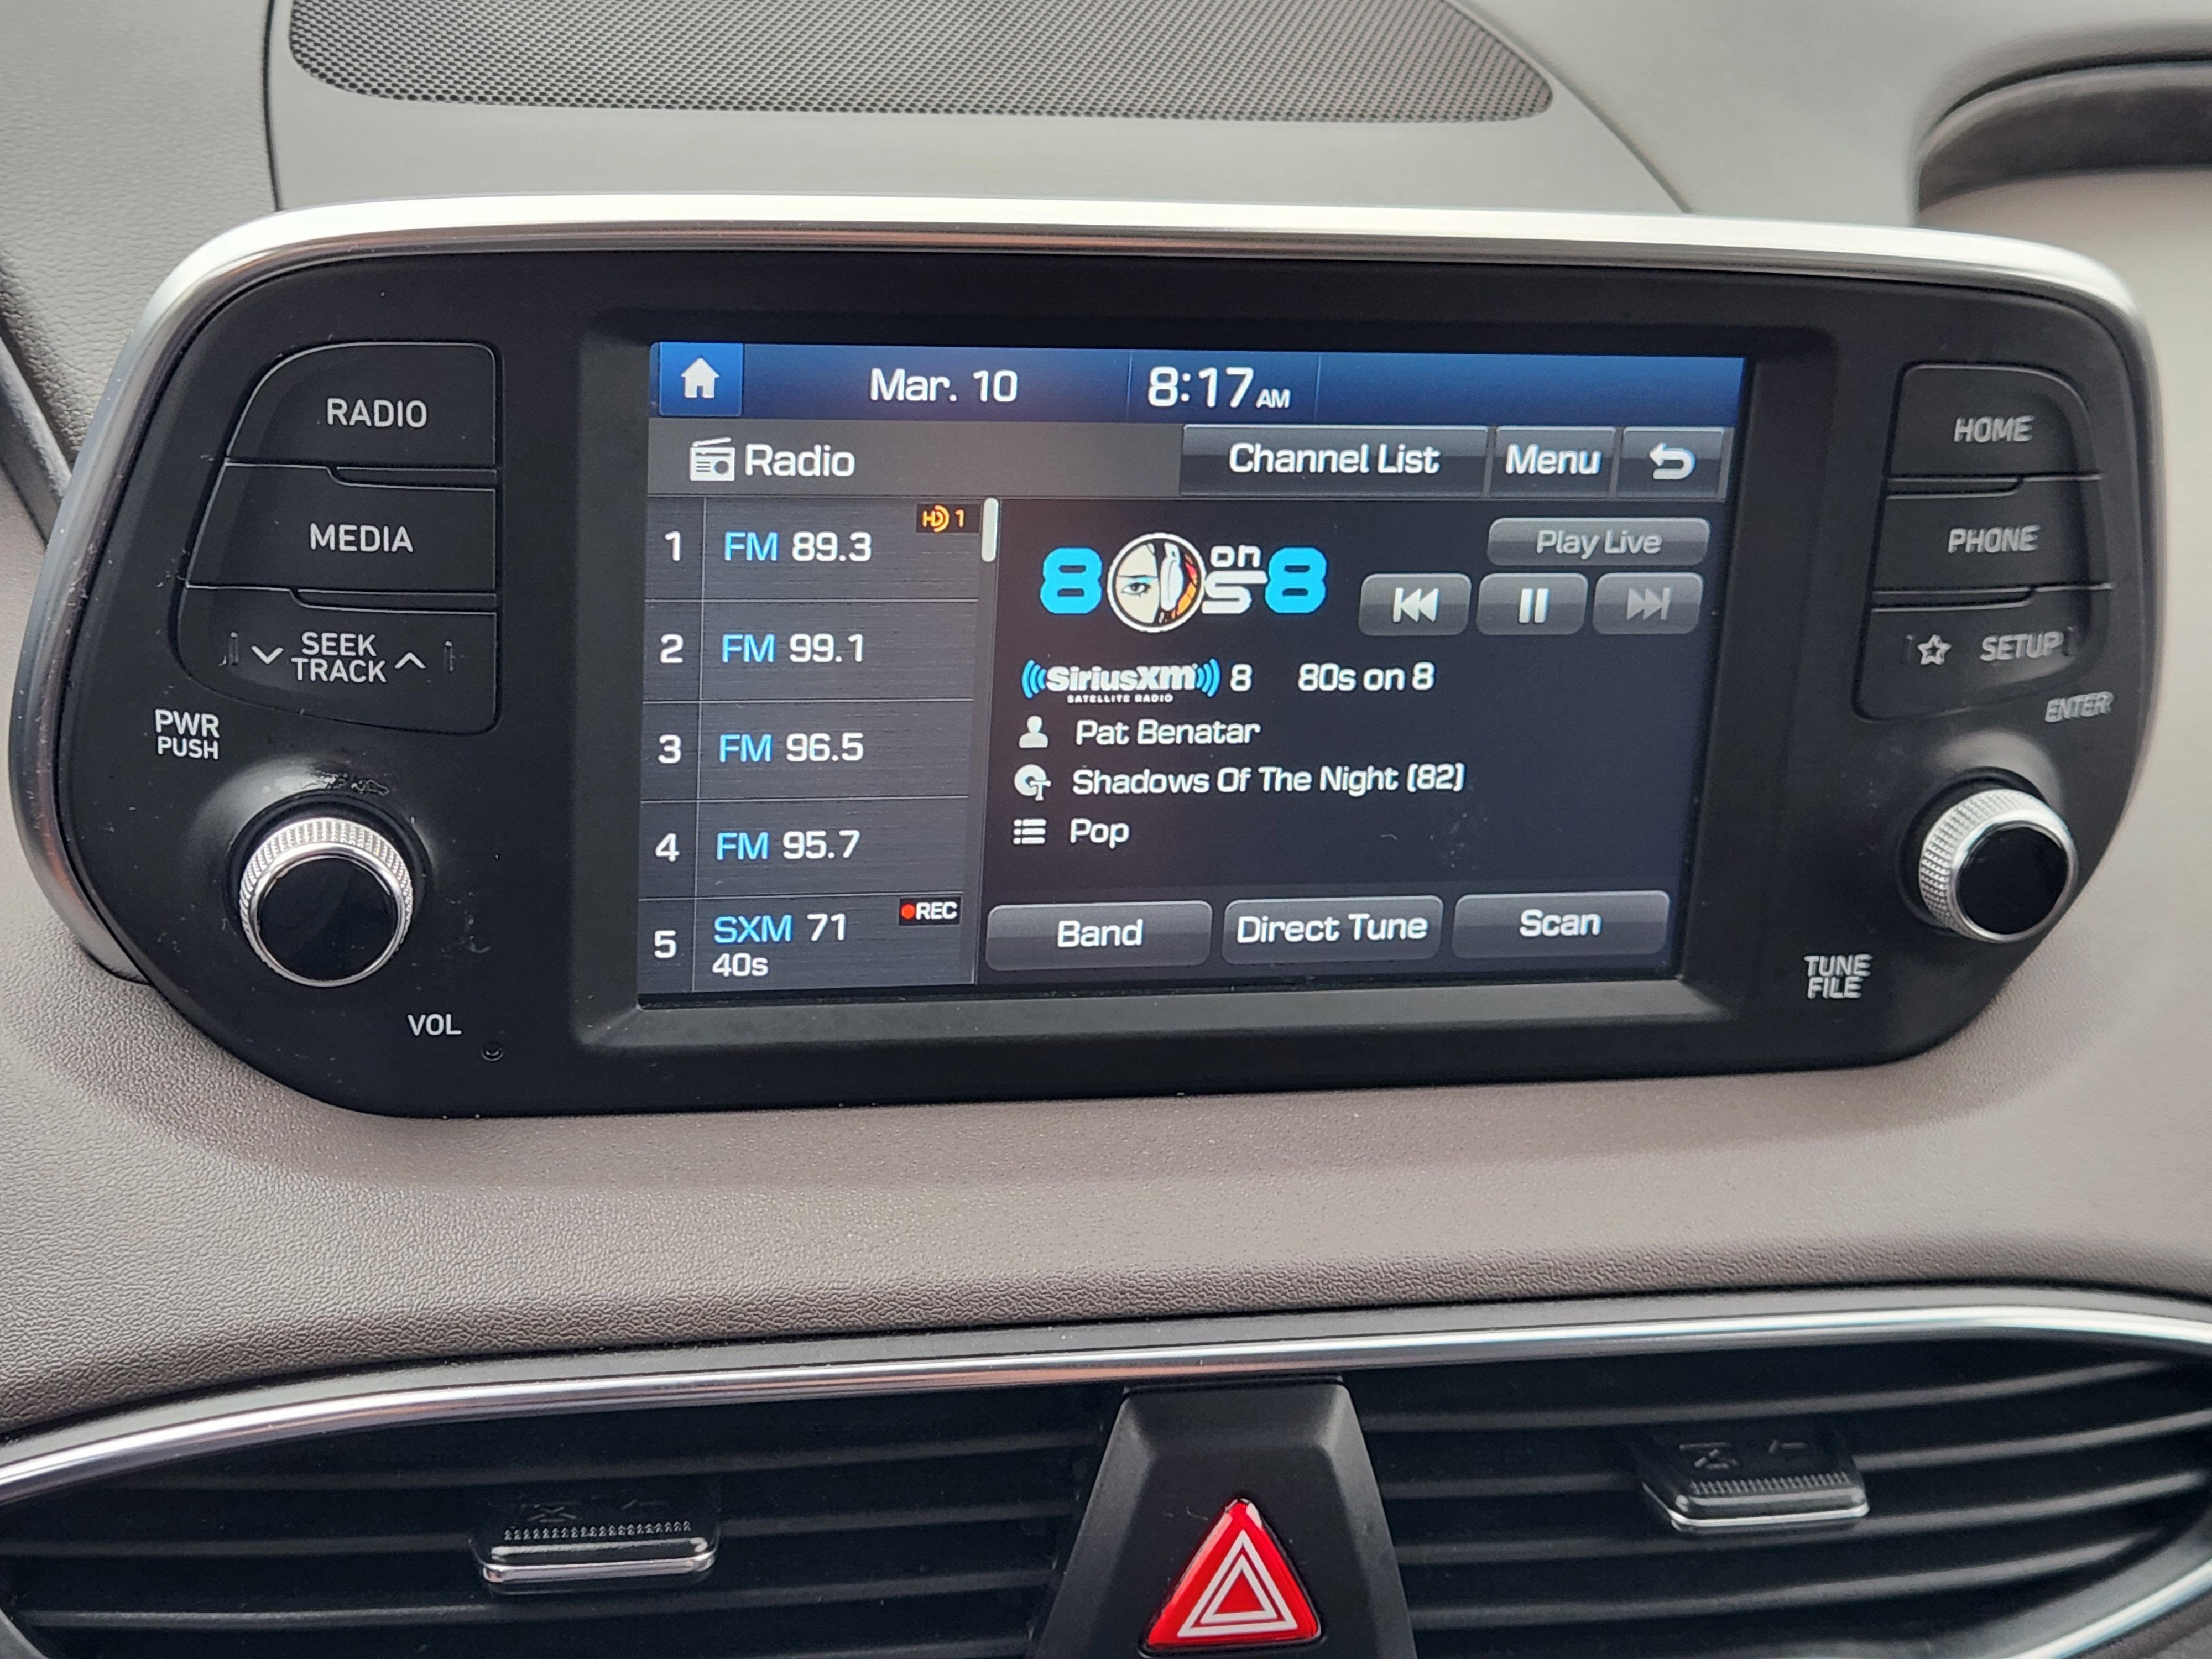 RADIO
MEDIA
SEEK
TRACK
PWR
PUSH
VOL
Mar. 10
8:17 AM
Radio
Channel List
Menu
1 FM 89.3 HD 1
2 FM 99.1
3 FM 96.5
4 FM 95.7
5 SXM 71 REC
40s
80s on 8
Play Live
SiriusXM 8 80s on 8
SATELLITE RADIO
Pat Benatar
Shadows Of The Night (82)
Pop
Band
Direct Tune
Scan
HOME
PHONE
SETUP
ENTER
TUNE
FILE